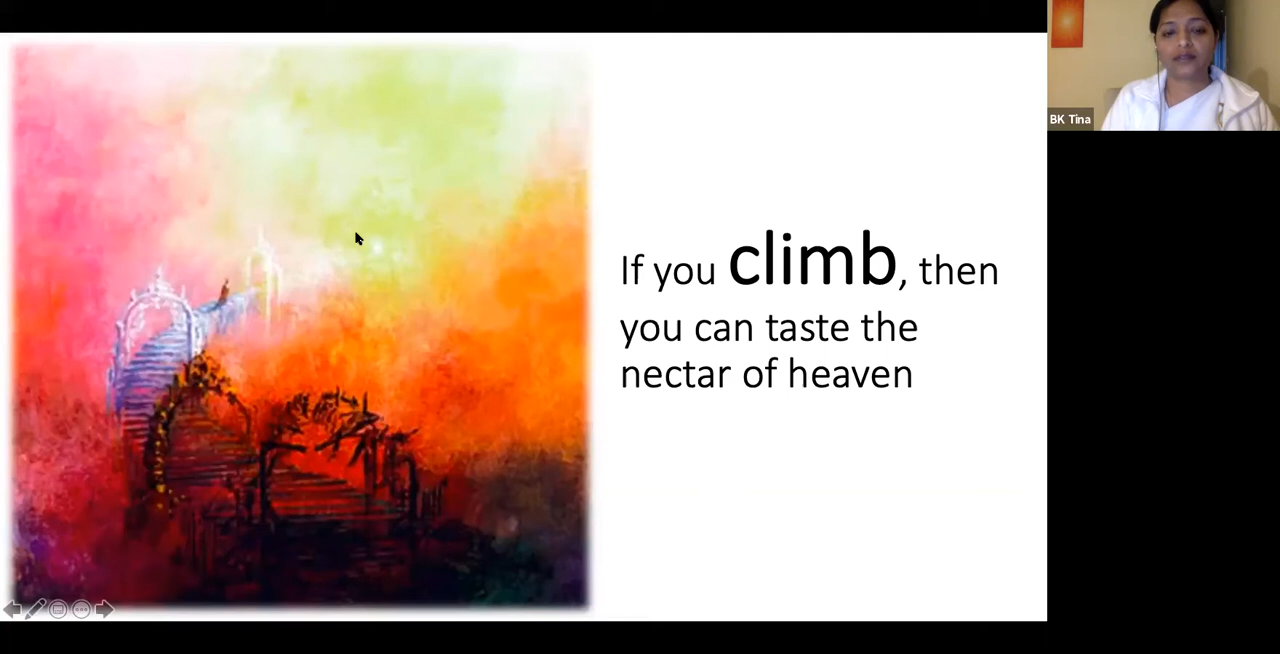 If you climb, then
you can taste the
nectar of heaven
BK Tina